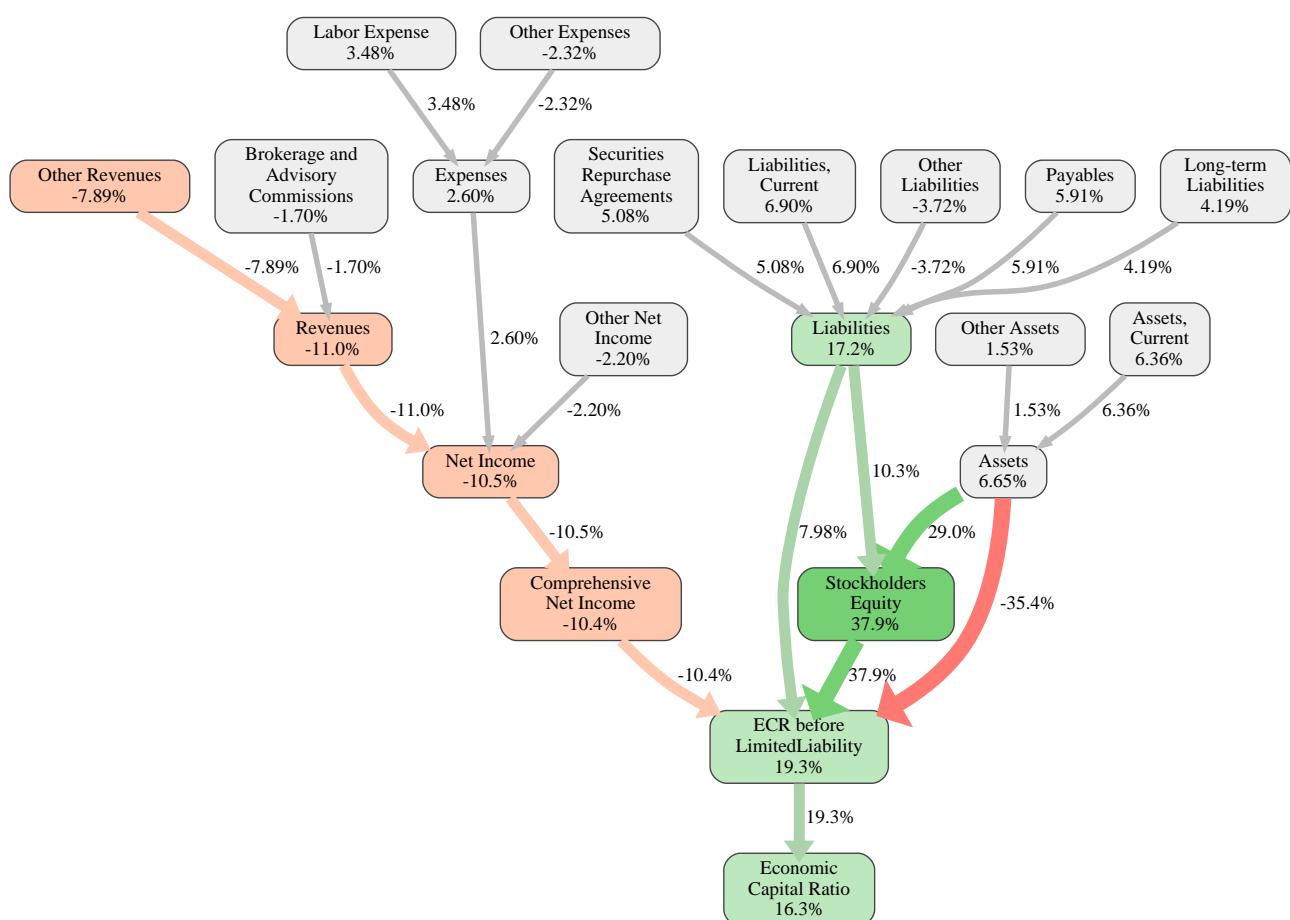 Labor Expense
3.48%
Other Expenses
-2.32%
3.48%
-2.32%
Other Revenues
-7.89%
Brokerage and
Advisory
Commissions
-1.70%
Expenses
2.60%
Securities
Repurchase
Agreements
5.08%
Liabilities,
Current
6.90%
Other
Liabilities
-3.72%
Payables
5.91%
Long-term
Liabilities
4.19%
-7.89%
-1.70%
5.08%
6.90%
-3.72%
5.91%
4.19%
Revenues
-11.0%
2.60%
Other Net
Income
-2.20%
Liabilities
17.2%
Other Assets
1.53%
Assets,
Current
6.36%
-11.0%
-2.20%
1.53%
6.36%
Net Income
-10.5%
10.3%
Assets
6.65%
-10.5%
7.98%
29.0%
Comprehensive
Net Income
-10.4%
Stockholders
Equity
37.9%
-35.4%
-10.4%
37.9%
ECR before
LimitedLiability
19.3%
19.3%
Economic
Capital Ratio
16.3%